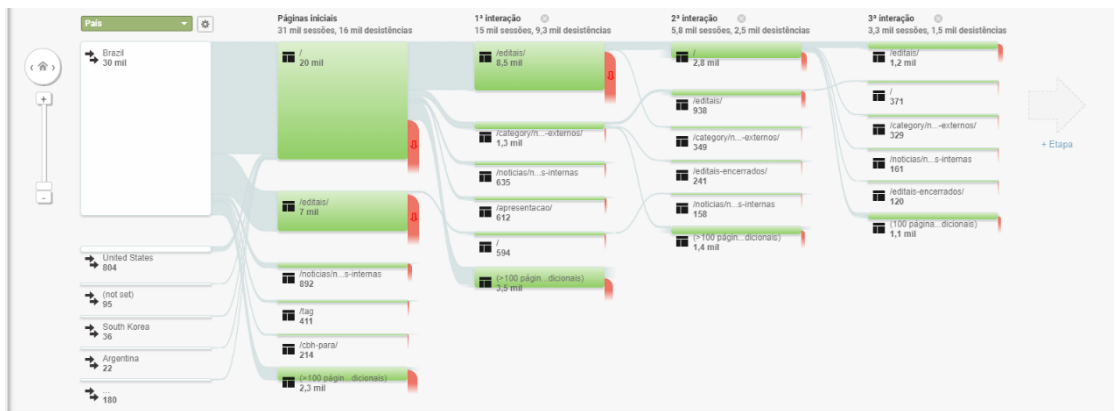 País
Brazil
30 mil
United States
804
(not set)
95
South Korea
36
Argentina
22
...
180
Páginas iniciais
31 mil sessões, 16 mil desistências
/
20 mil
/editais/
7 mil
/noticias/n...s-internas
892
/tag
411
/cbh-para/
214
(>100 págin...dicionais)
2,3 mil
1ª interação
15 mil sessões, 9,3 mil desistências
/editais/
8,5 mil
/category/n...-externos/
1,3 mil
/noticias/n...s-internas
635
/apresentacao/
612
/
594
(>100 págin...dicionais)
3,5 mil
2ª interação
5,8 mil sessões, 2,5 mil desistências
/
2,8 mil
/editais/
938
/category/n...-externos/
349
/editais-encerrados/
241
/noticias/n...s-internas
158
(>100 págin...dicionais)
1,4 mil
3ª interação
3,3 mil sessões, 1,5 mil desistências
/editais/
1,2 mil
/
371
/category/n...-externos/
329
/noticias/n...s-internas
161
/editais-encerrados/
120
(100 página...dicionais)
1,1 mil
+ Etapa